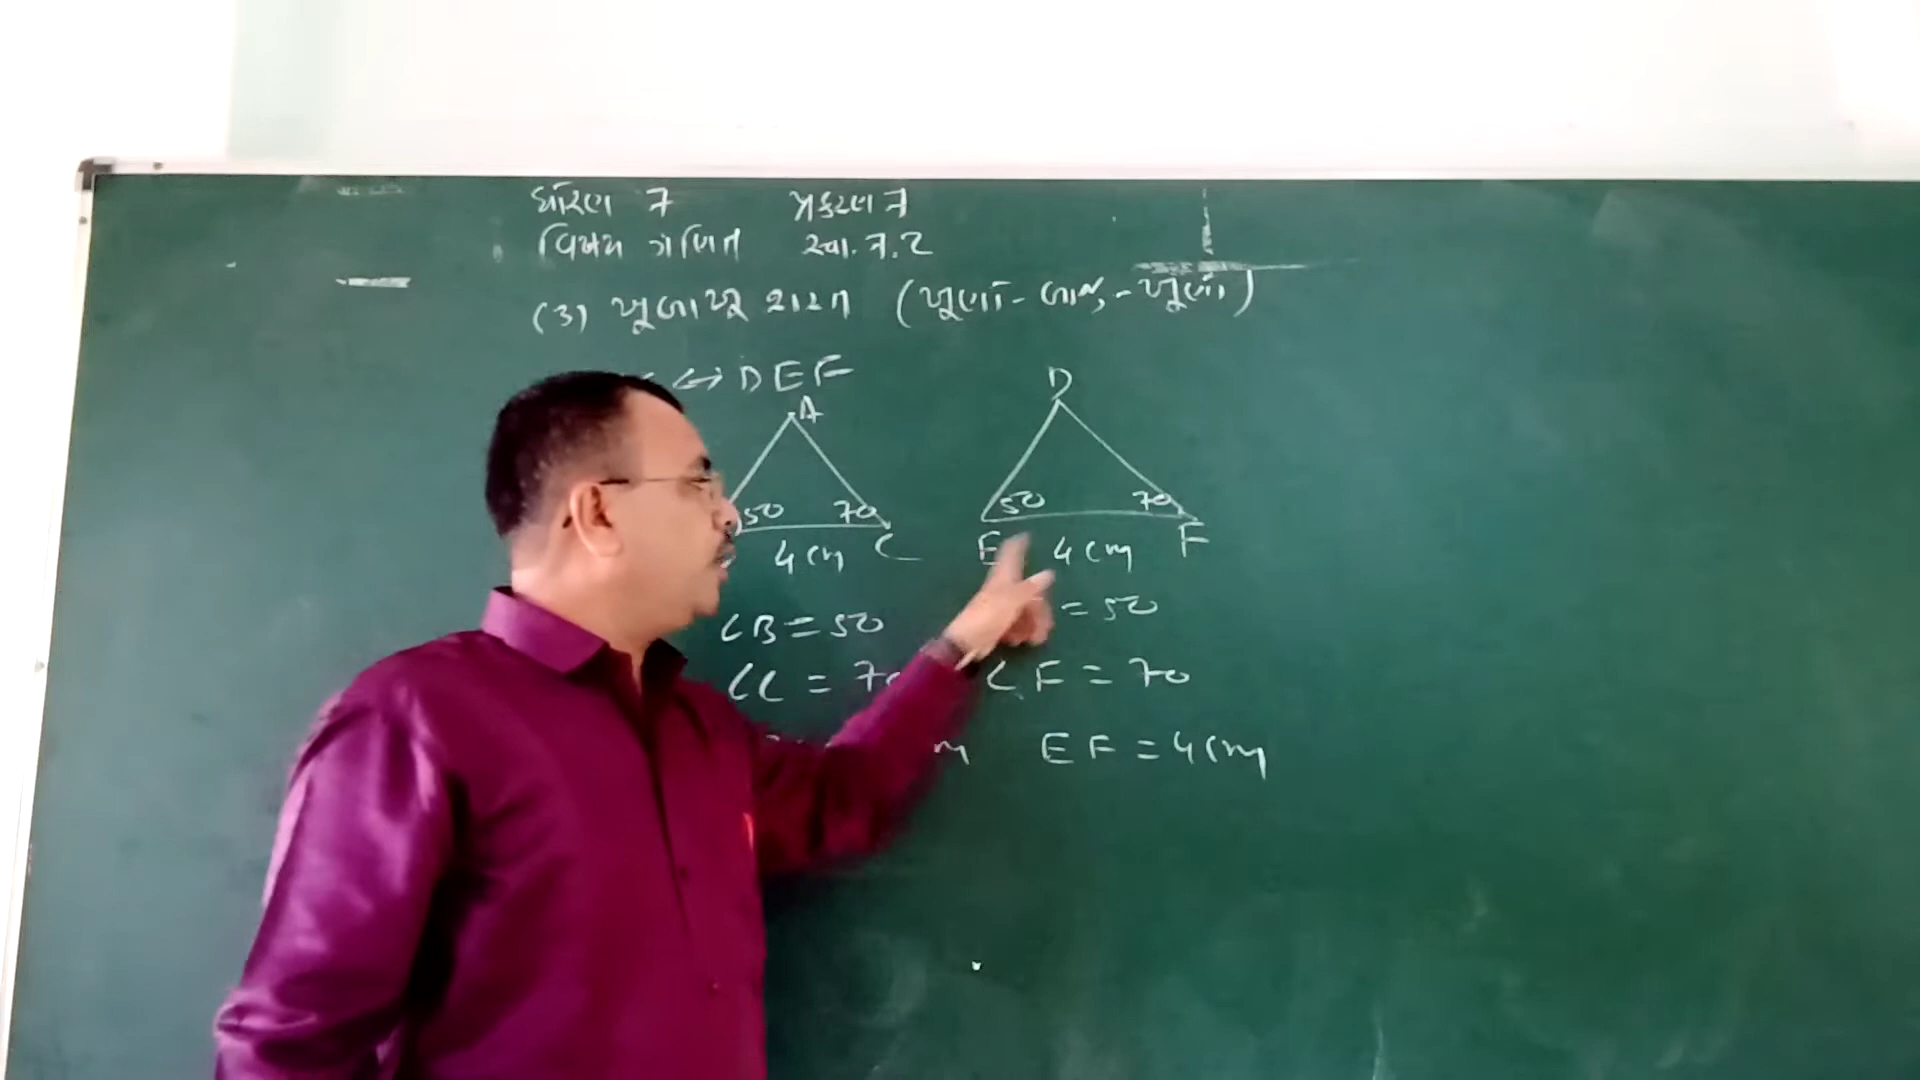 ધોરણ 7 પ્રકરણ 7
વિષય ગણિત સ્વા. 7.2
(3) ખૂબાખૂ શરત (ખૂણો - બાજુ - ખૂણો)
↔ DEF
A
D
50 70
50 70
4 cm C
E 4 cm F
∠B = 50
= 50
∠C = 70
∠F = 70
m
EF = 4 cm